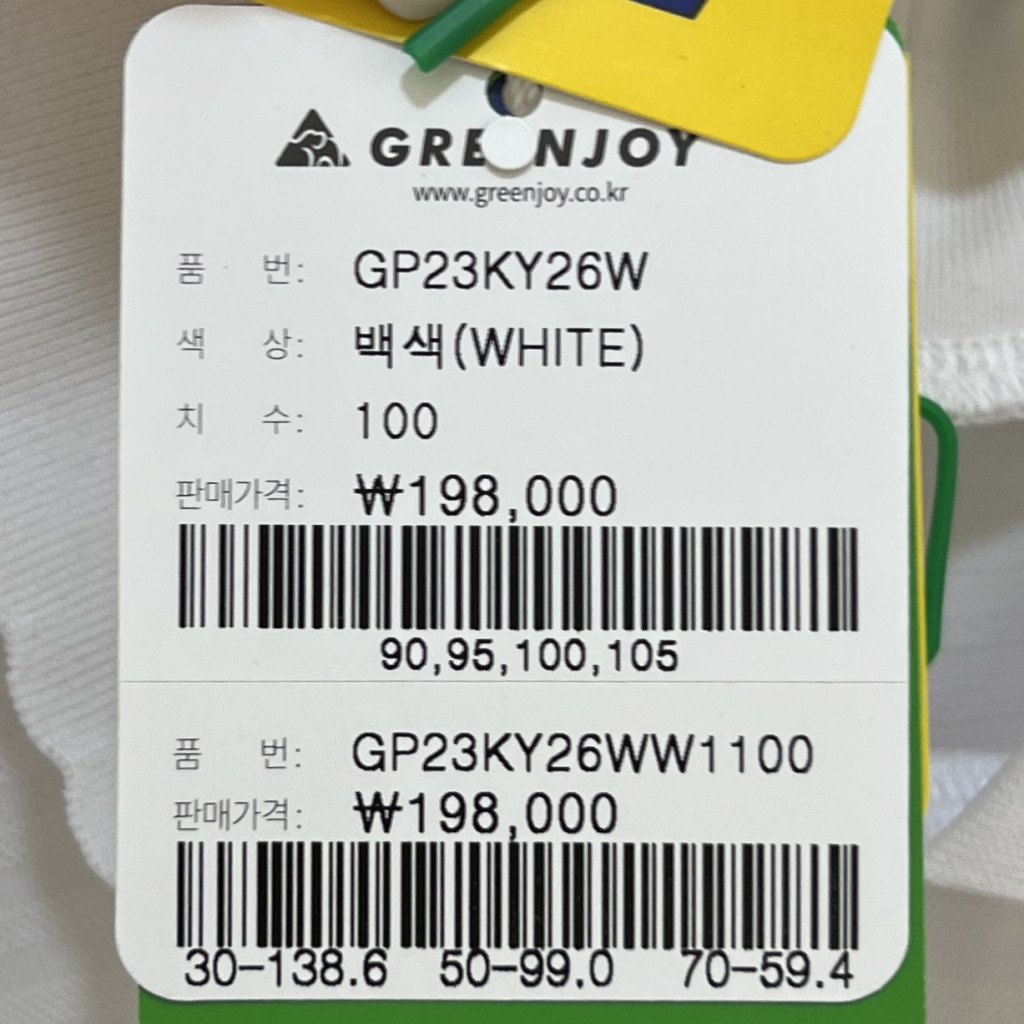 GREENJOY
www.greenjoy.co.kr
품 번: GP23KY26W
색 상: 백색(WHITE)
치 수: 100
판매가격: ₩198,000
90,95,100,105
품 번: GP23KY26WW1100
판매가격: ₩198,000
30-138.6 50-99.0 70-59.4